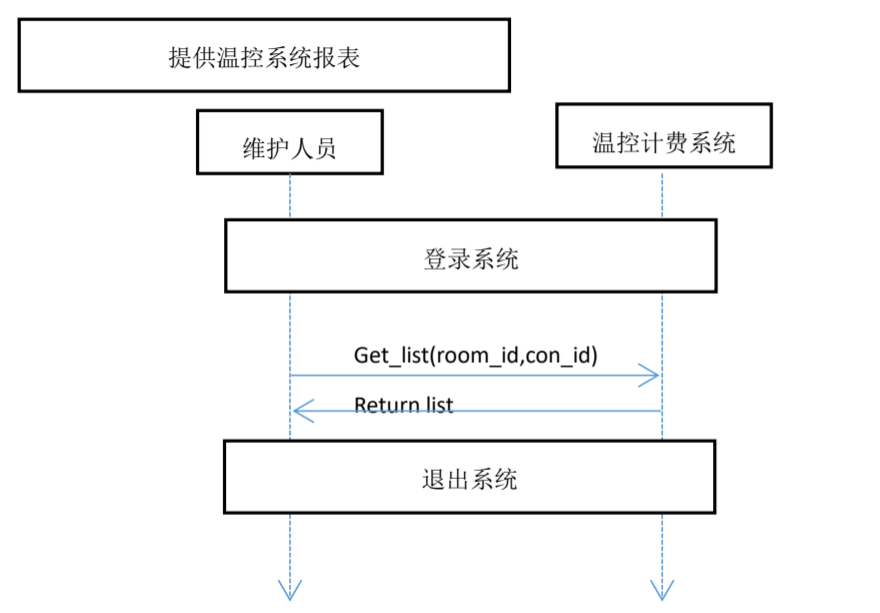 提供温控系统报表
维护人员
温控计费系统
登录系统
Get_list(room_id,con_id)
Return list
退出系统